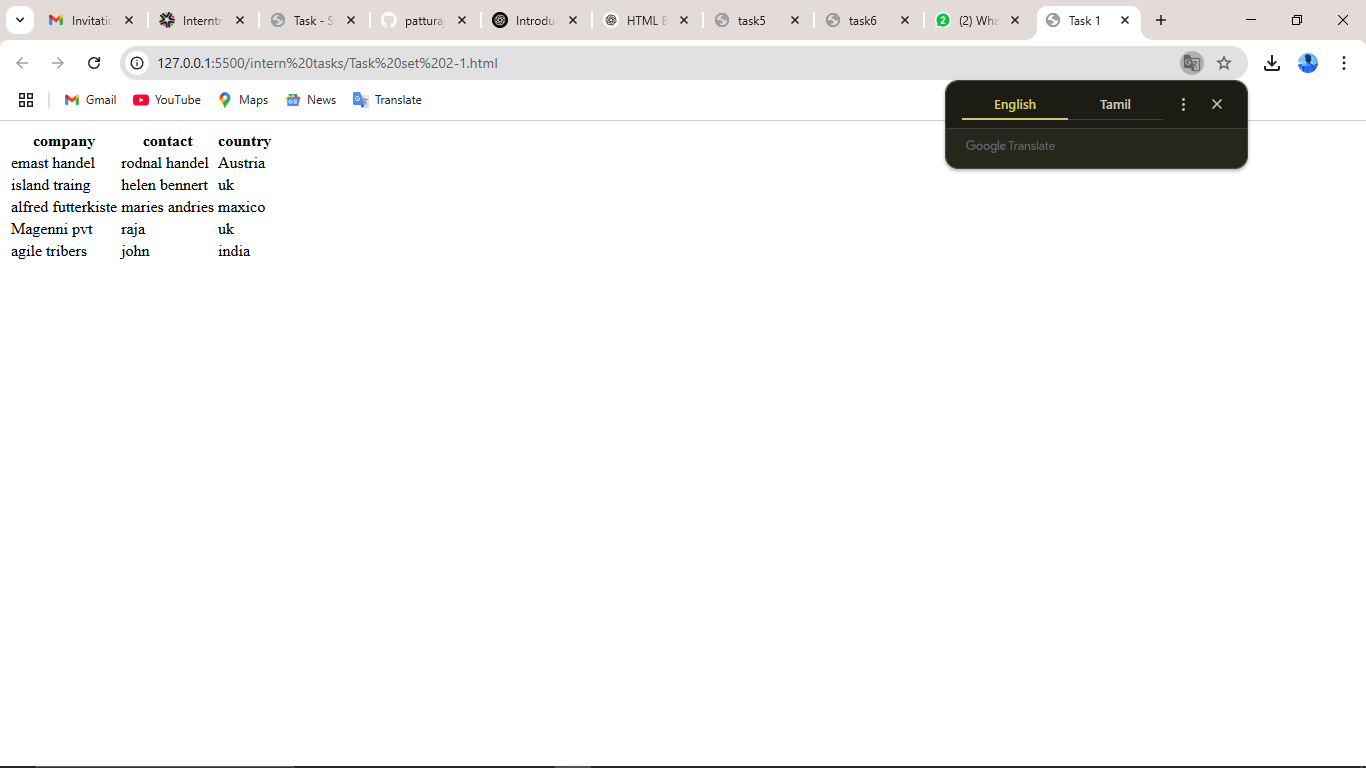 Invitatic Interntr Task - S patturaj Introdu HTML E task5 task6 (2) Wha Task 1
127.0.0.1:5500/intern%20tasks/Task%20set%202-1.html
Gmail YouTube Maps News Translate
English Tamil
Google Translate
company contact country
emast handel rodnal handel Austria
island traing helen bennert uk
alfred futterkiste maries andries maxico
Magenni pvt raja uk
agile tribers john india